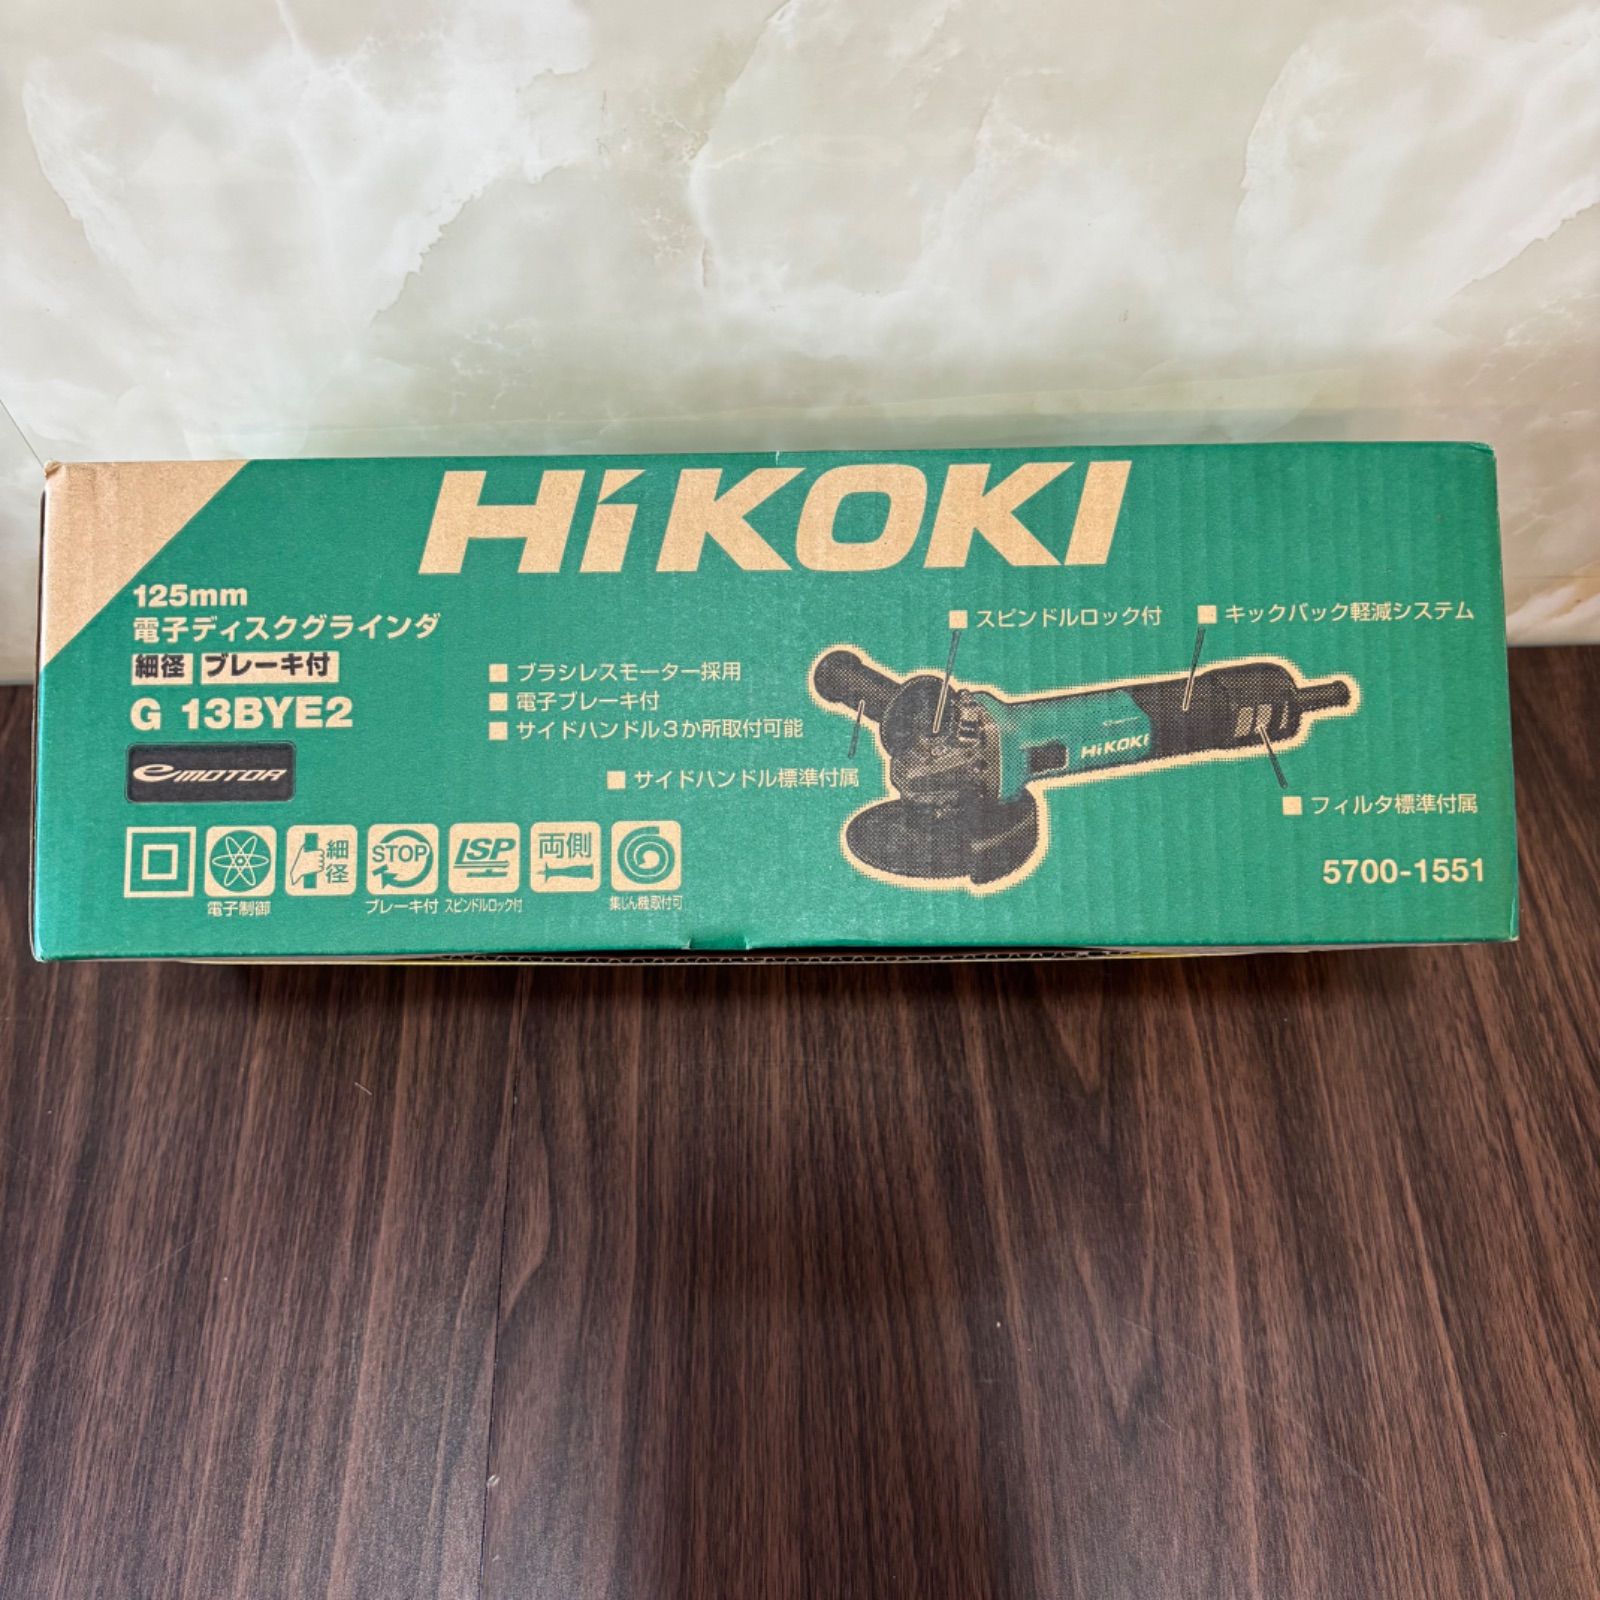 HiKOKI
125mm
電子ディスクグラインダ
細径 ブレーキ付
G 13BYE2
eMOTOR
■ ブラシレスモーター採用
■ 電子ブレーキ付
■ サイドハンドル3か所取付可能
■ サイドハンドル標準付属
■ スピンドルロック付
■ キックバック軽減システム
HiKOKI
■ フィルタ標準付属
5700-1551
細径
STOP
LSP
両側
電子制御
ブレーキ付
スピンドルロック付
集じん機取付可